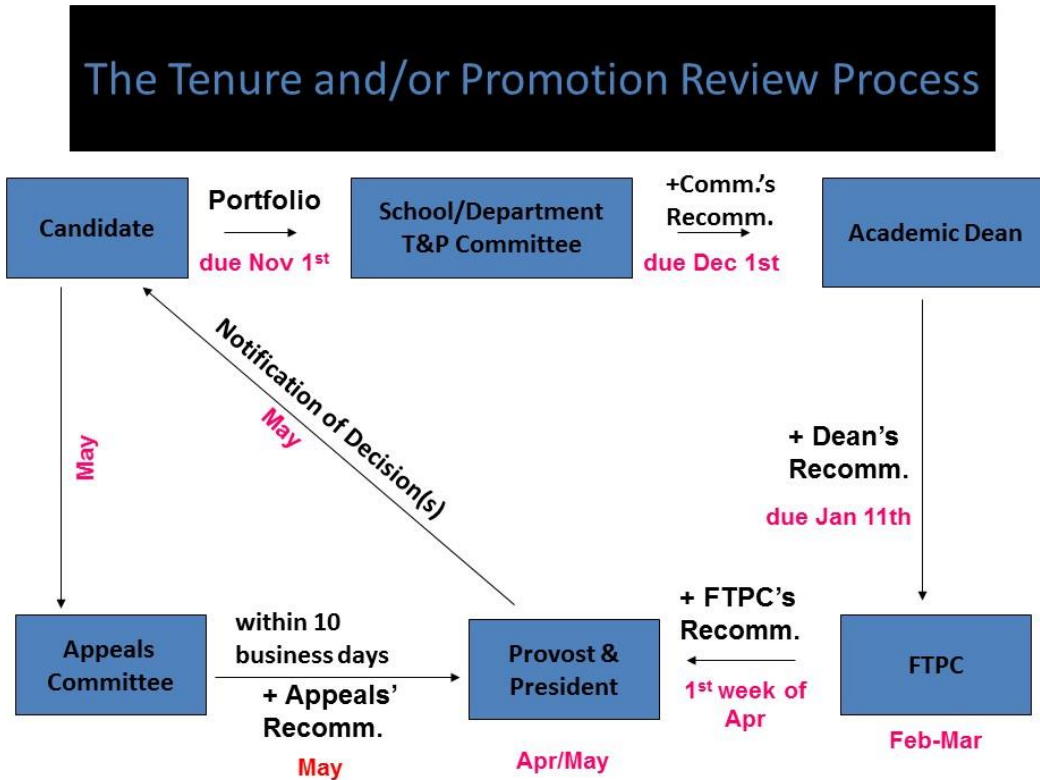 The Tenure and/or Promotion Review Process
Candidate
Portfolio
due Nov 1st
School/Department
T&P Committee
+Comm.'s
Recomm.
due Dec 1st
Academic Dean
Notification of Decision(s)
May
May
+ Dean's
Recomm.
due Jan 11th
Appeals
Committee
within 10
business days
+ Appeals'
Recomm.
May
Provost &
President
Apr/May
+ FTPC's
Recomm.
1st week of
Apr
FTPC
Feb-Mar